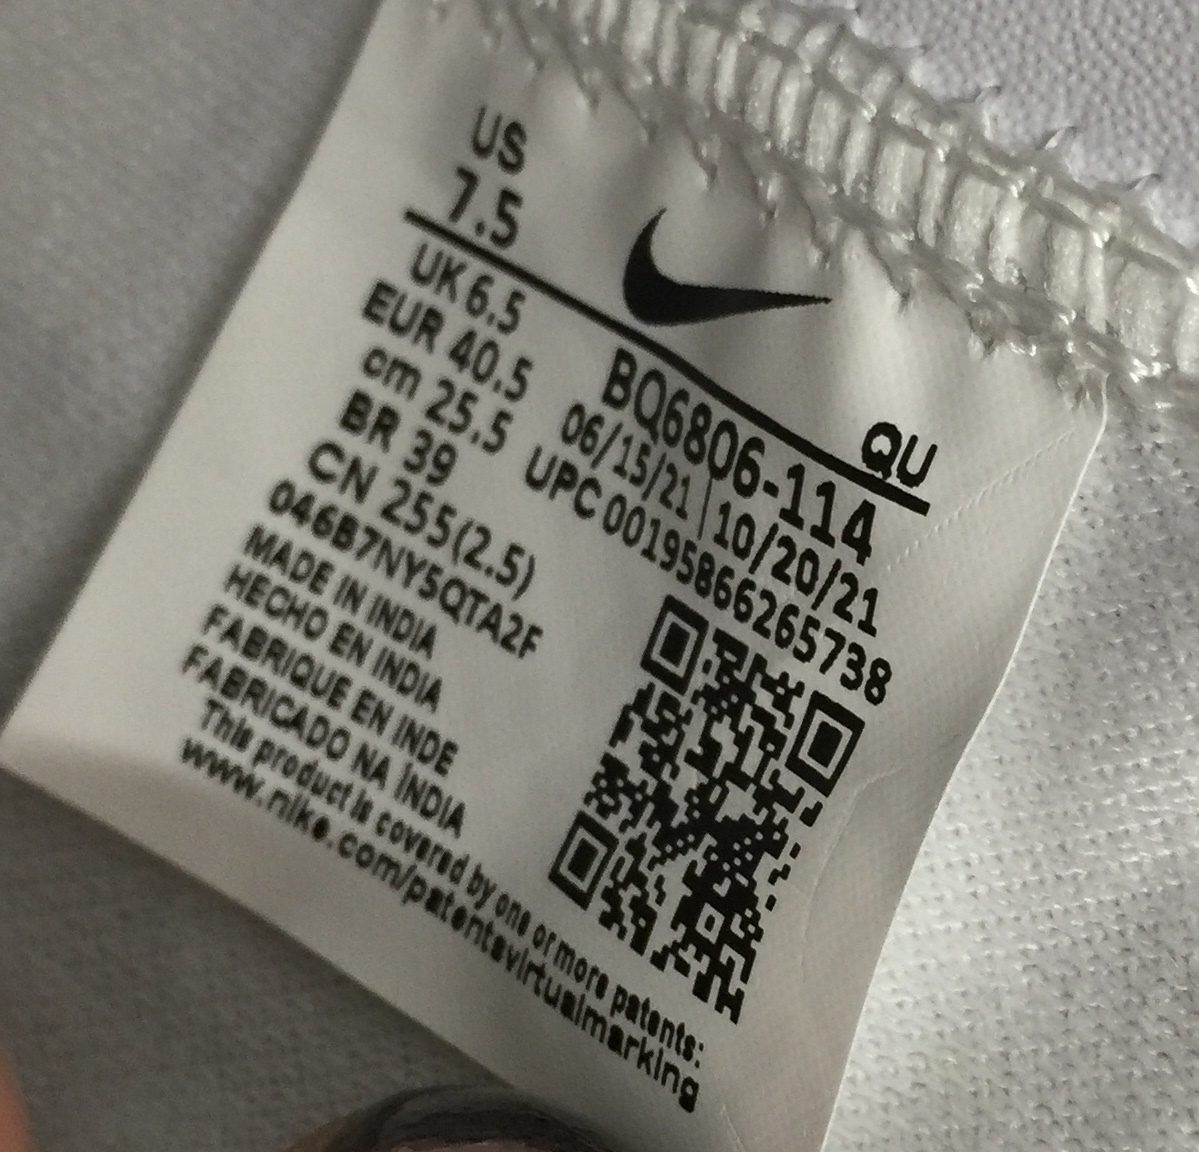 US
7.5
QU
UK 6.5
EUR 40.5
cm 25.5
BR 39
CN 255(2.5)
046B7NY5QTA2F
MADE IN INDIA
HECHO EN INDIA
FABRIQUE EN INDE
FABRICADO NA ÍNDIA
This product is covered by one or more patents:
www.nike.com/patentsvirtualmarking
BQ6806-114
06/15/21 | 10/20/21
UPC 00195866265738